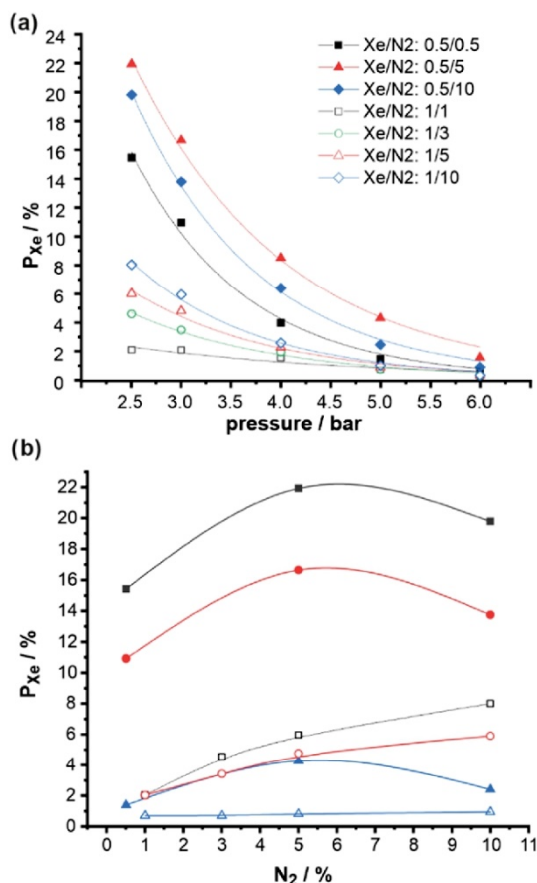 (a)
24
22
20
18
16
14
12
10
8
6
4
2
0
P_Xe / %
Xe/N2: 0.5/0.5
Xe/N2: 0.5/5
Xe/N2: 0.5/10
Xe/N2: 1/1
Xe/N2: 1/3
Xe/N2: 1/5
Xe/N2: 1/10
2.5 3.0 3.5 4.0 4.5 5.0 5.5 6.0
pressure / bar
(b)
22
20
18
16
14
12
10
8
6
4
2
0
P_Xe / %
0 1 2 3 4 5 6 7 8 9 10 11
N₂ / %